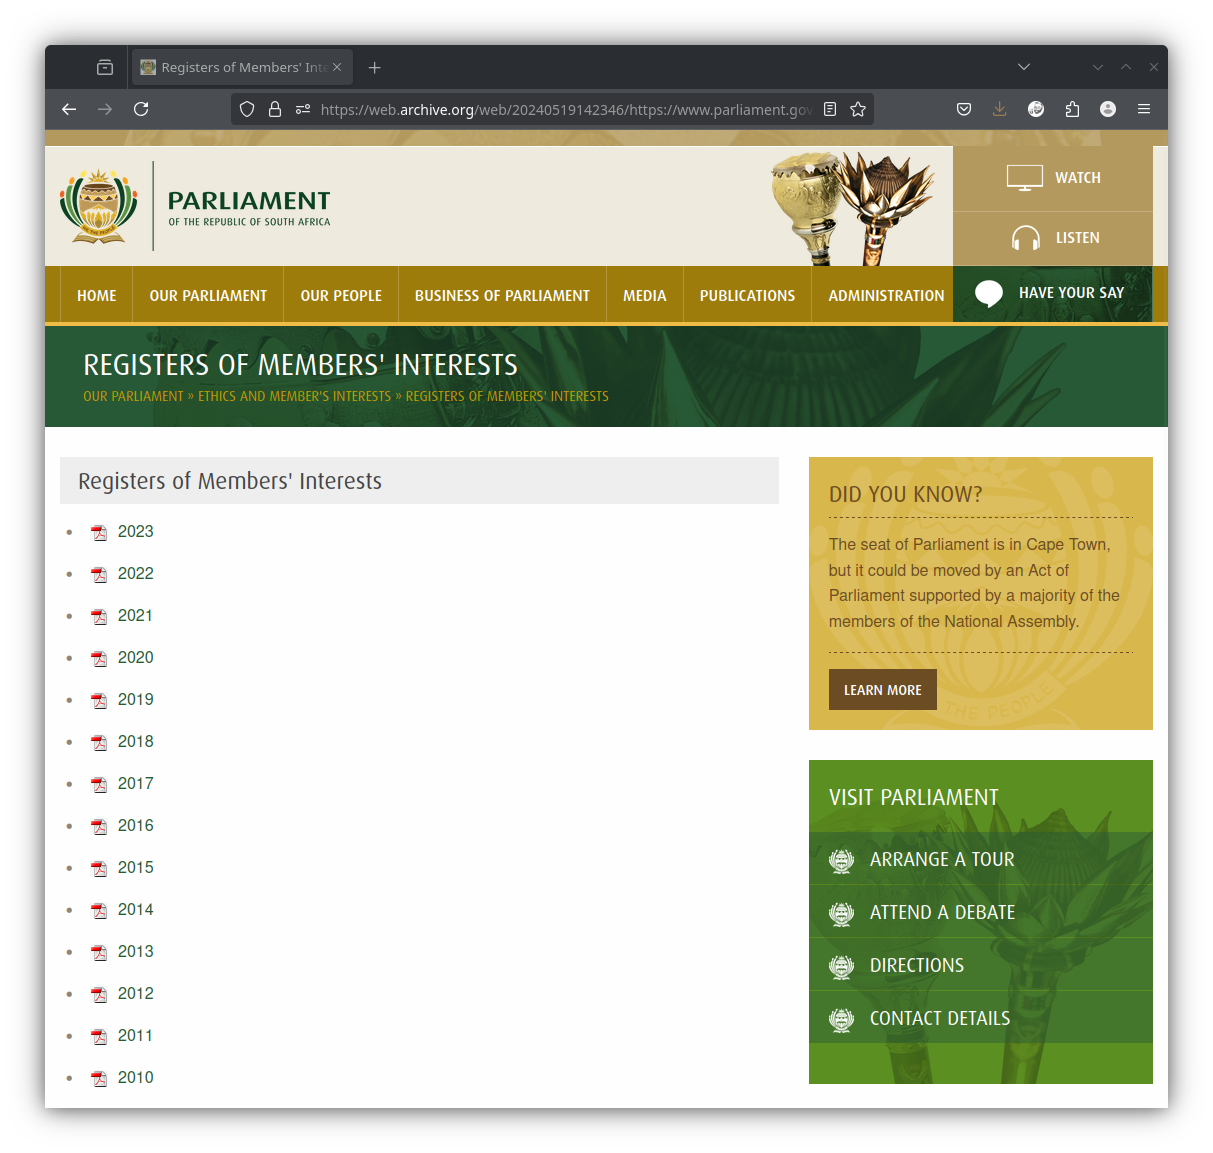 Registers of Members' Inte
https://web.archive.org/web/20240519142346/https://www.parliament.gov
PARLIAMENT
OF THE REPUBLIC OF SOUTH AFRICA
WATCH
LISTEN
HOME
OUR PARLIAMENT
OUR PEOPLE
BUSINESS OF PARLIAMENT
MEDIA
PUBLICATIONS
ADMINISTRATION
HAVE YOUR SAY
REGISTERS OF MEMBERS' INTERESTS
OUR PARLIAMENT » ETHICS AND MEMBER'S INTERESTS » REGISTERS OF MEMBERS' INTERESTS
Registers of Members' Interests
2023
2022
2021
2020
2019
2018
2017
2016
2015
2014
2013
2012
2011
2010
DID YOU KNOW?
The seat of Parliament is in Cape Town,
but it could be moved by an Act of
Parliament supported by a majority of the
members of the National Assembly.
LEARN MORE
THE PEOPLE
VISIT PARLIAMENT
ARRANGE A TOUR
ATTEND A DEBATE
DIRECTIONS
CONTACT DETAILS